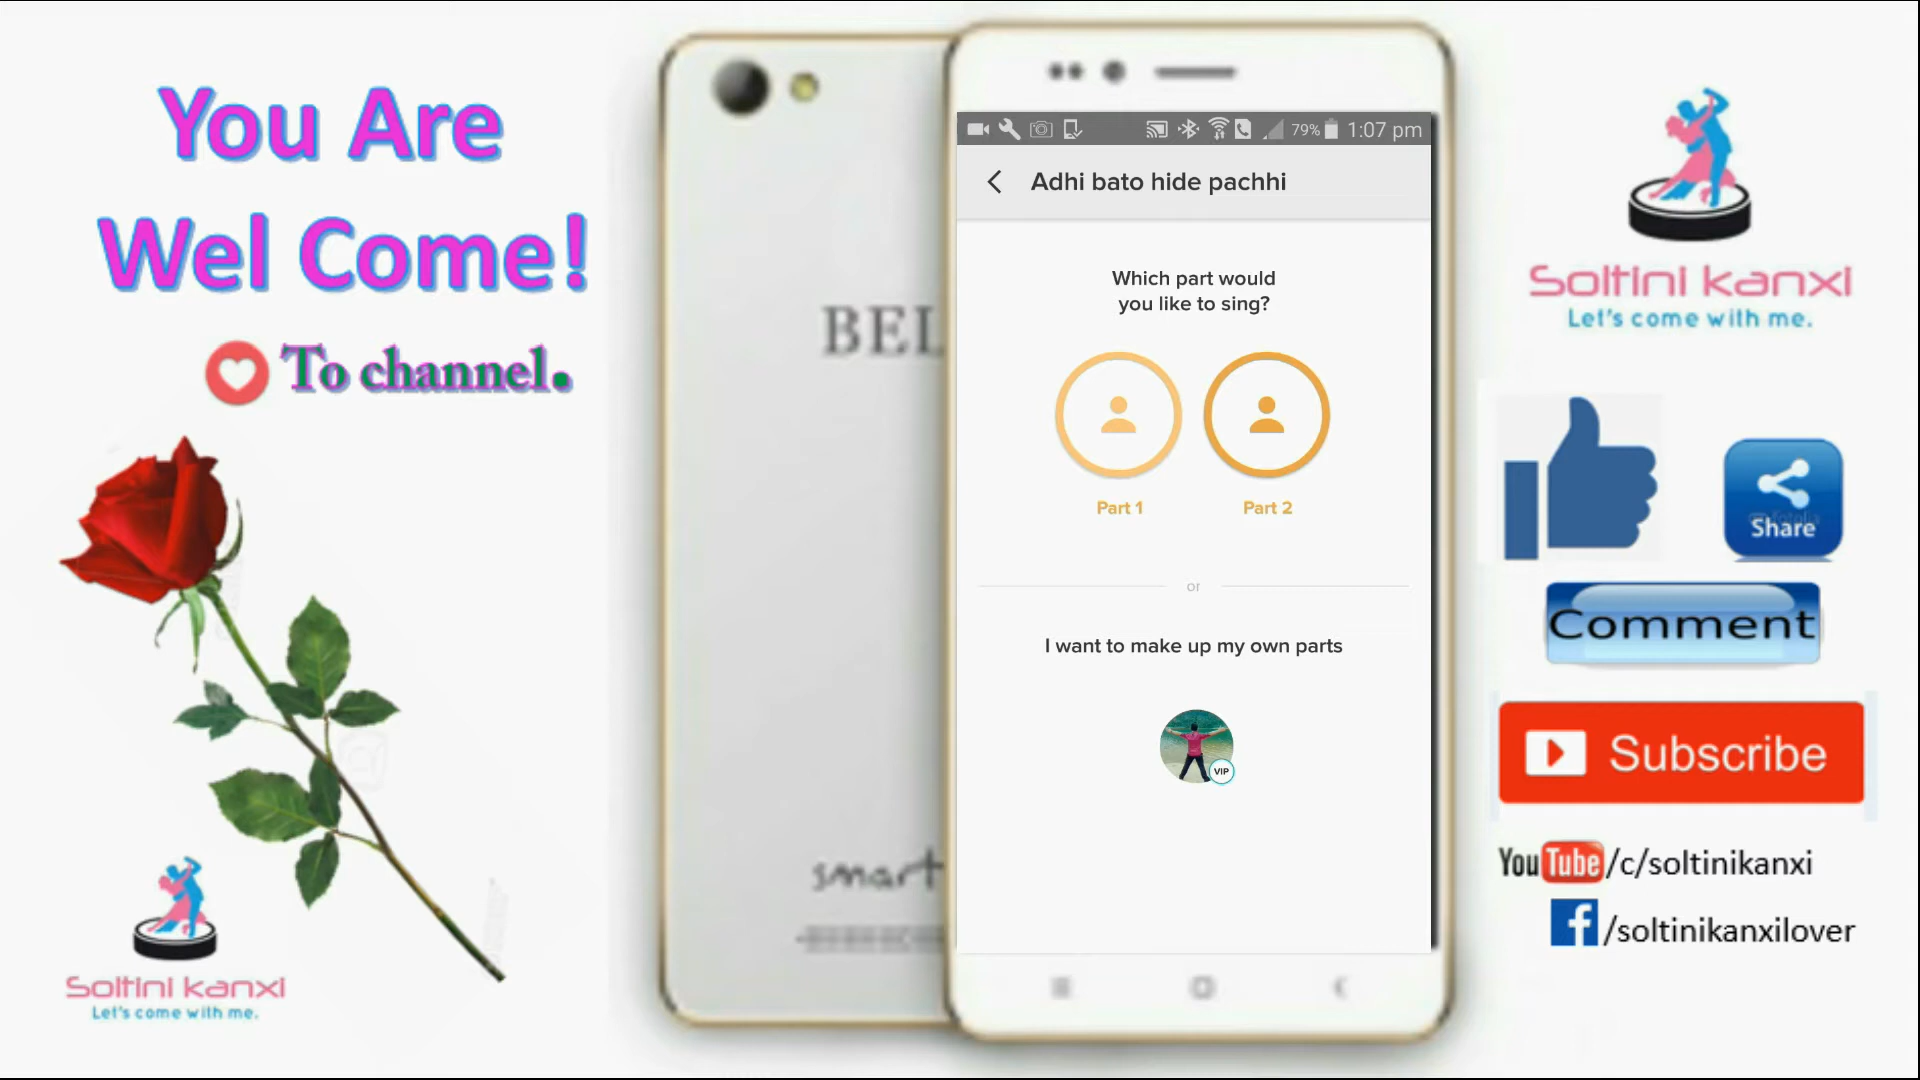 You Are
Wel Come!
To channel.
Soltini kanxi
Let's come with me.
BEL
smart
79% 1:07 pm
Adhi bato hide pachhi
Which part would
you like to sing?
Part 1 Part 2
or
I want to make up my own parts
VIP
Soltini kanxi
Let's come with me.
Share
Comment
Subscribe
YouTube/c/soltinikanxi
f/soltinikanxilover